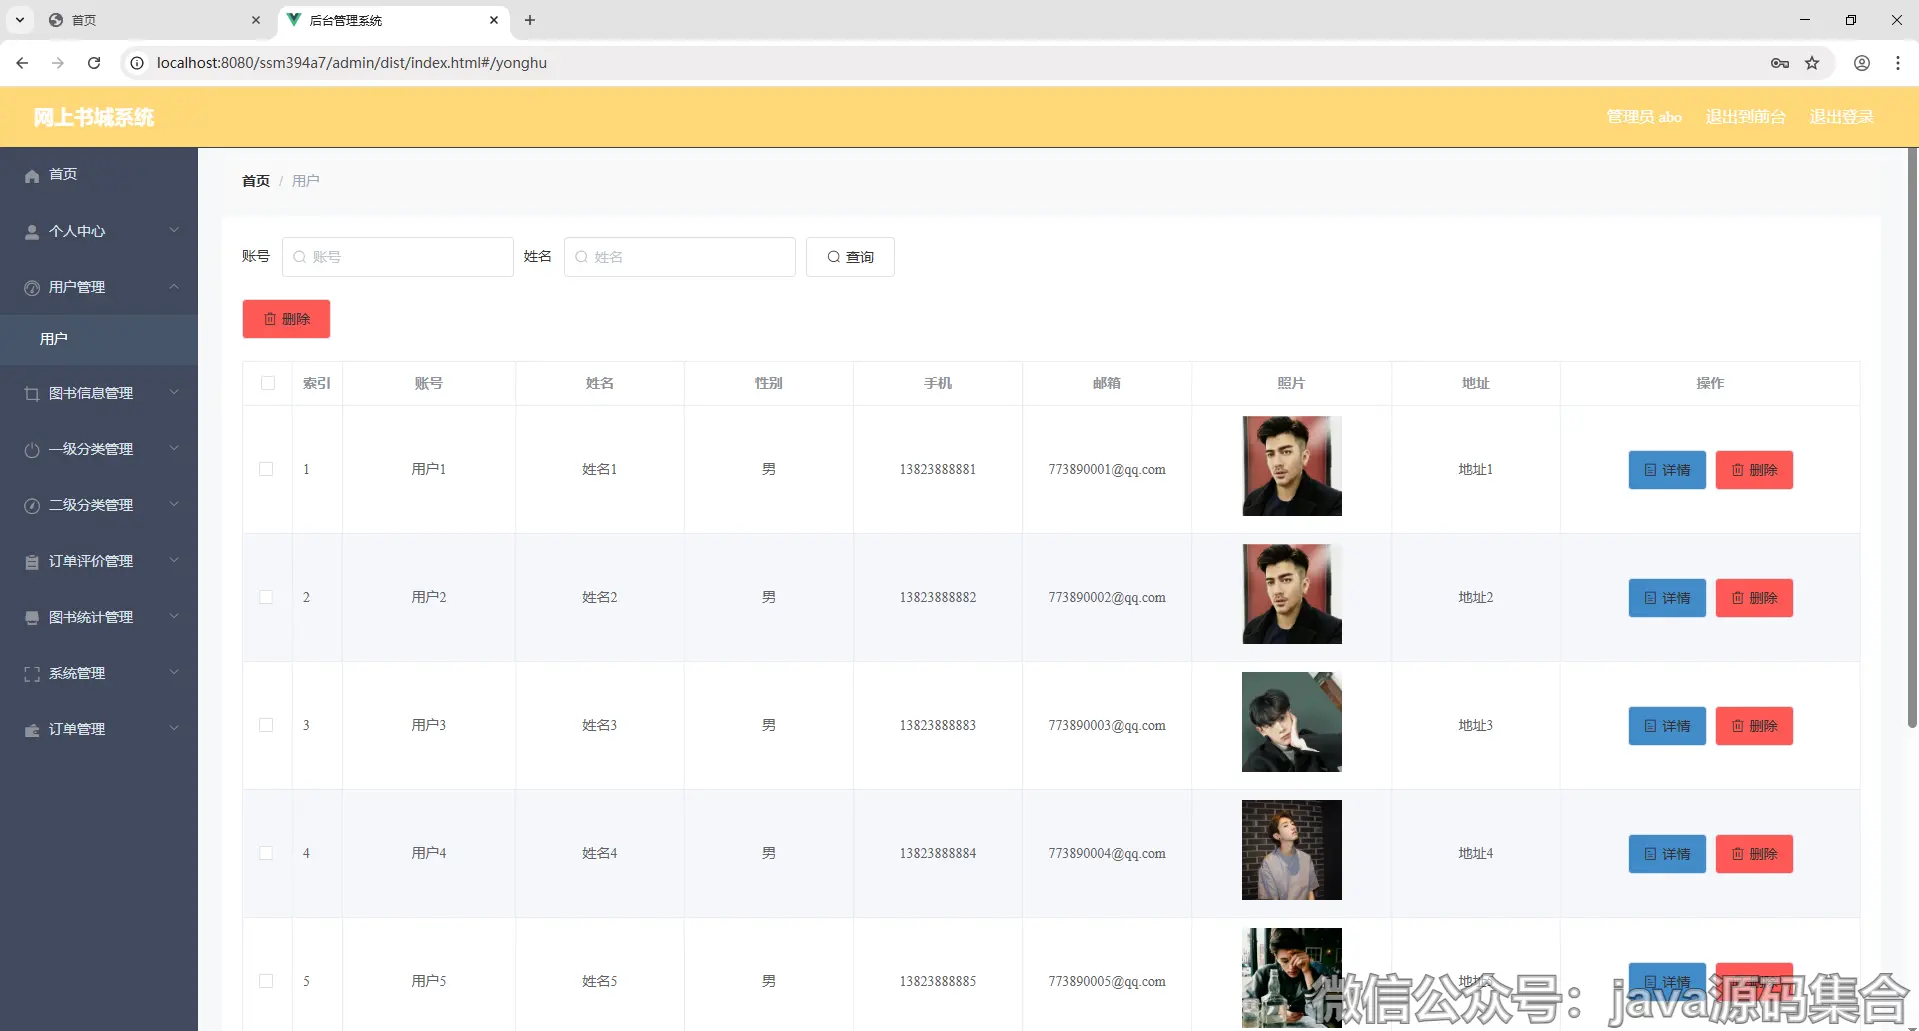 首页
后台管理系统
localhost:8080/ssm394a7/admin/dist/index.html#/yonghu
网上书城系统
管理员 abo 退出到前台 退出登录
首页
个人中心
用户管理
用户
图书信息管理
一级分类管理
二级分类管理
订单评价管理
图书统计管理
系统管理
订单管理
首页 / 用户
账号 账号 姓名 姓名 查询
删除
索引 账号 姓名 性别 手机 邮箱 照片 地址 操作
1 用户1 姓名1 男 13823888881 773890001@qq.com 地址1 详情 删除
2 用户2 姓名2 男 13823888882 773890002@qq.com 地址2 详情 删除
3 用户3 姓名3 男 13823888883 773890003@qq.com 地址3 详情 删除
4 用户4 姓名4 男 13823888884 773890004@qq.com 地址4 详情 删除
5 用户5 姓名5 男 13823888885 773890005@qq.com 详情
微信公众号：java源码集合